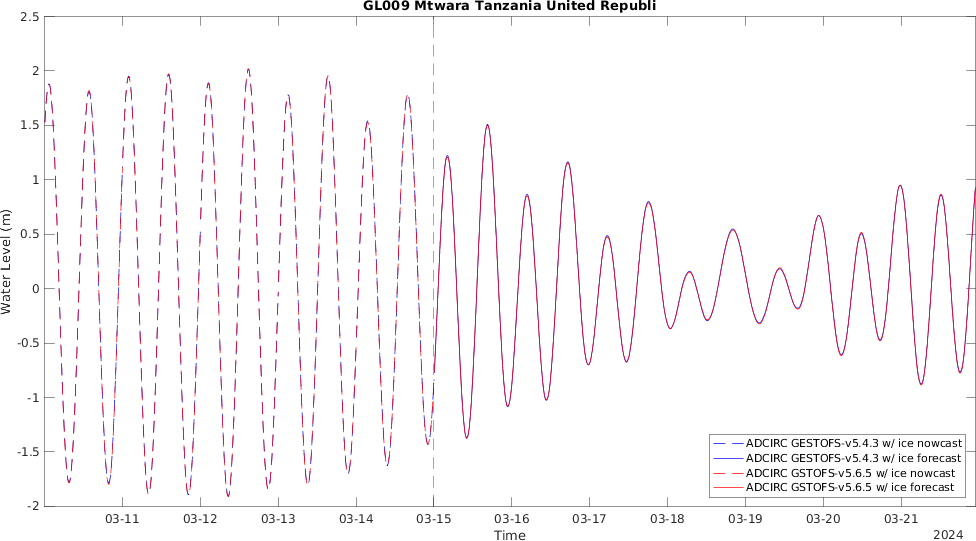 GL009 Mtwara Tanzania United Republi
2.5
2
1.5
1
0.5
0
-0.5
-1
-1.5
-2
Water Level (m)
ADCIRC GESTOFS-v5.4.3 w/ ice nowcast
ADCIRC GESTOFS-v5.4.3 w/ ice forecast
ADCIRC GSTOFS-v5.6.5 w/ ice nowcast
ADCIRC GSTOFS-v5.6.5 w/ ice forecast
03-11 03-12 03-13 03-14 03-15 03-16 03-17 03-18 03-19 03-20 03-21
Time
2024